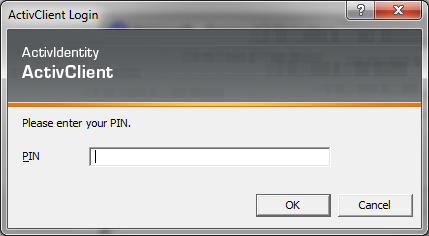 ActivClient Login
ActivIdentity
ActivClient
Please enter your PIN.
PIN
OK Cancel